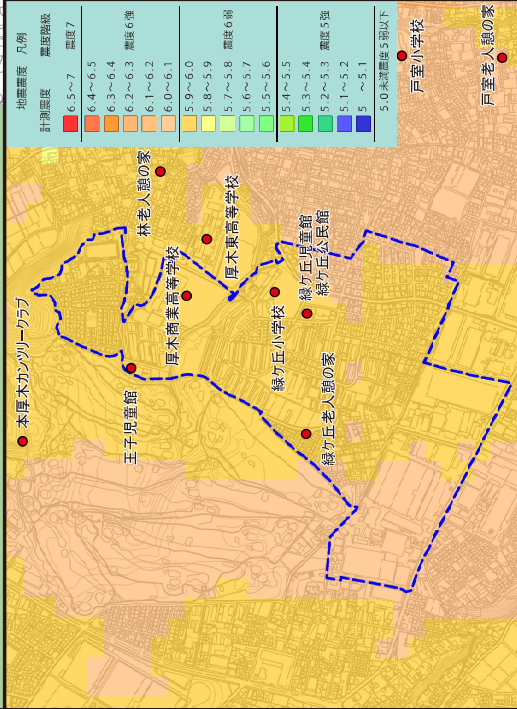 地震震度 凡例
計測震度 震度階級
6.5～7 震度7
6.4～6.5
6.3～6.4
6.2～6.3 震度6強
6.1～6.2
6.0～6.1
5.9～6.0
5.8～5.9
5.7～5.8 震度6弱
5.6～5.7
5.5～5.6
5.4～5.5
5.3～5.4
5.2～5.3 震度5強
5.1～5.2
5 ～5.1
5.0未満震度5弱以下
戸室小学校
戸室老人憩の家
林老人憩の家
厚木東高等学校
本厚木カンツリークラブ
厚木商業高等学校
緑ケ丘児童館
緑ケ丘公民館
緑ケ丘小学校
王子児童館
緑ケ丘老人憩の家